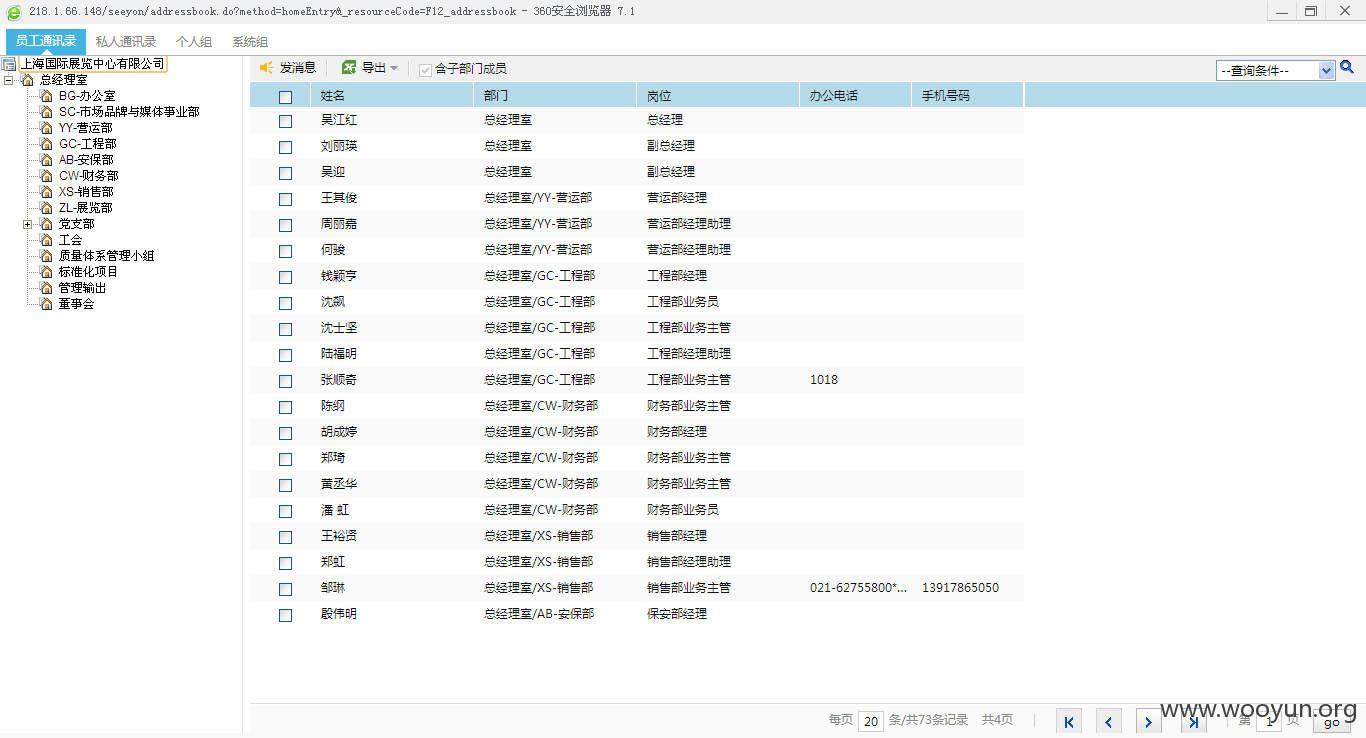 218.1.66.148/seeyon/addressbook.do?method=homeEntry&_resourceCode=F12_addressbook - 360安全浏览器 7.1
员工通讯录 私人通讯录 个人组 系统组
上海国际展览中心有限公司
总经理室
BG-办公室
SC-市场品牌与媒体事业部
YY-营运部
GC-工程部
AB-安保部
CW-财务部
XS-销售部
ZL-展览部
党支部
工会
质量体系管理小组
标准化项目
管理输出
董事会
发消息 导出 含子部门成员 --查询条件--
姓名 部门 岗位 办公电话 手机号码
吴江红 总经理室 总经理
刘丽瑛 总经理室 副总经理
吴迎 总经理室 副总经理
王其俊 总经理室/YY-营运部 营运部经理
周丽嘉 总经理室/YY-营运部 营运部经理助理
何骏 总经理室/YY-营运部 营运部经理助理
钱颖亨 总经理室/GC-工程部 工程部经理
沈飙 总经理室/GC-工程部 工程部业务员
沈士坚 总经理室/GC-工程部 工程部业务主管
陆福明 总经理室/GC-工程部 工程部经理助理
张顺奇 总经理室/GC-工程部 工程部业务主管 1018
陈纲 总经理室/CW-财务部 财务部业务主管
胡成婷 总经理室/CW-财务部 财务部经理
郑琦 总经理室/CW-财务部 财务部业务主管
黄丞华 总经理室/CW-财务部 财务部业务主管
潘 虹 总经理室/CW-财务部 财务部业务员
王裕贤 总经理室/XS-销售部 销售部经理
郑虹 总经理室/XS-销售部 销售部经理助理
邹琳 总经理室/XS-销售部 销售部业务主管 021-62755800*... 13917865050
殷伟明 总经理室/AB-安保部 保安部经理
每页 20 条/共73条记录 共4页 第 1 页 go
www.wooyun.org